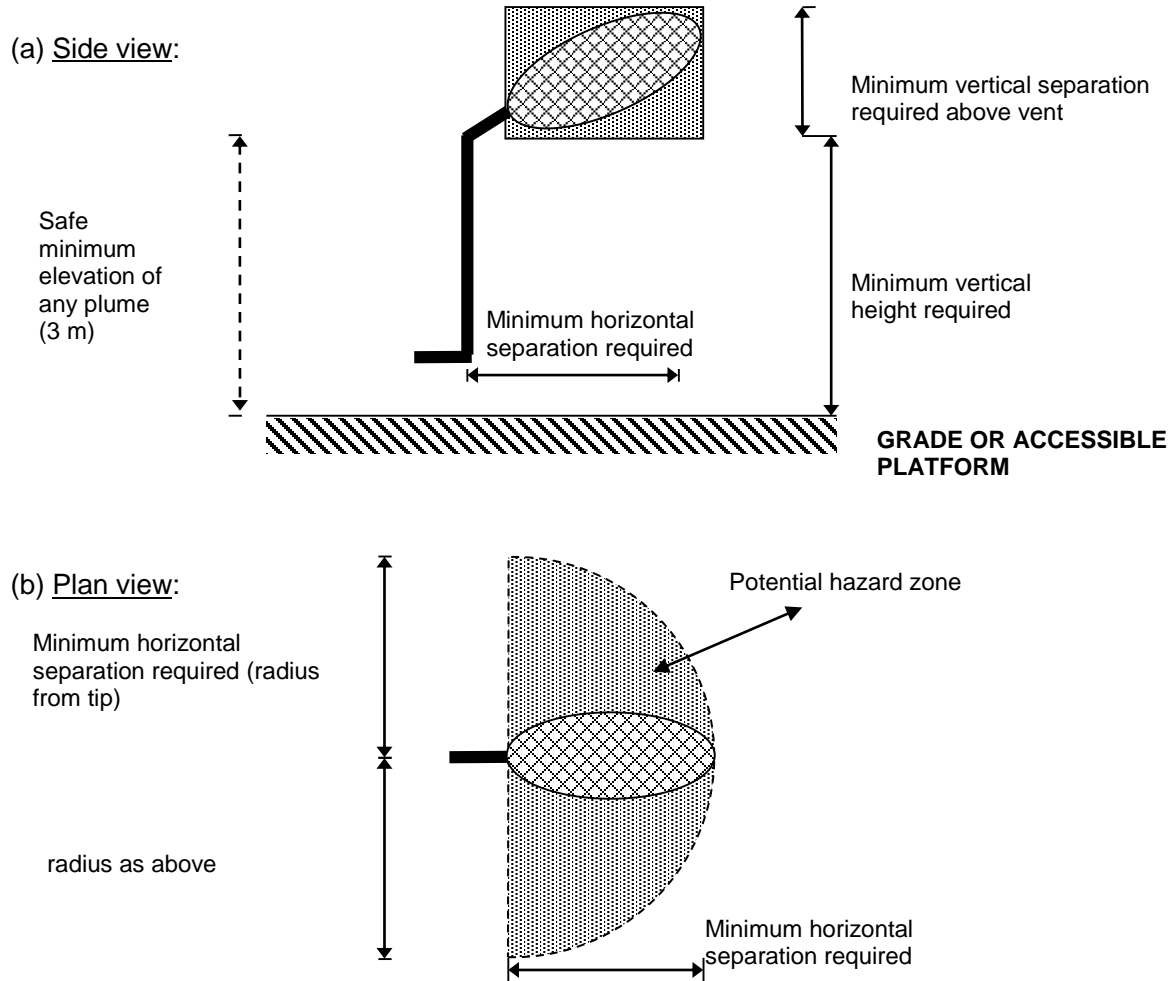 (a) Side view:
Minimum vertical separation
required above vent
Safe
minimum
elevation of
any plume
(3 m)
Minimum vertical
height required
Minimum horizontal
separation required
GRADE OR ACCESSIBLE
PLATFORM
(b) Plan view:
Potential hazard zone
Minimum horizontal
separation required (radius
from tip)
radius as above
Minimum horizontal
separation required